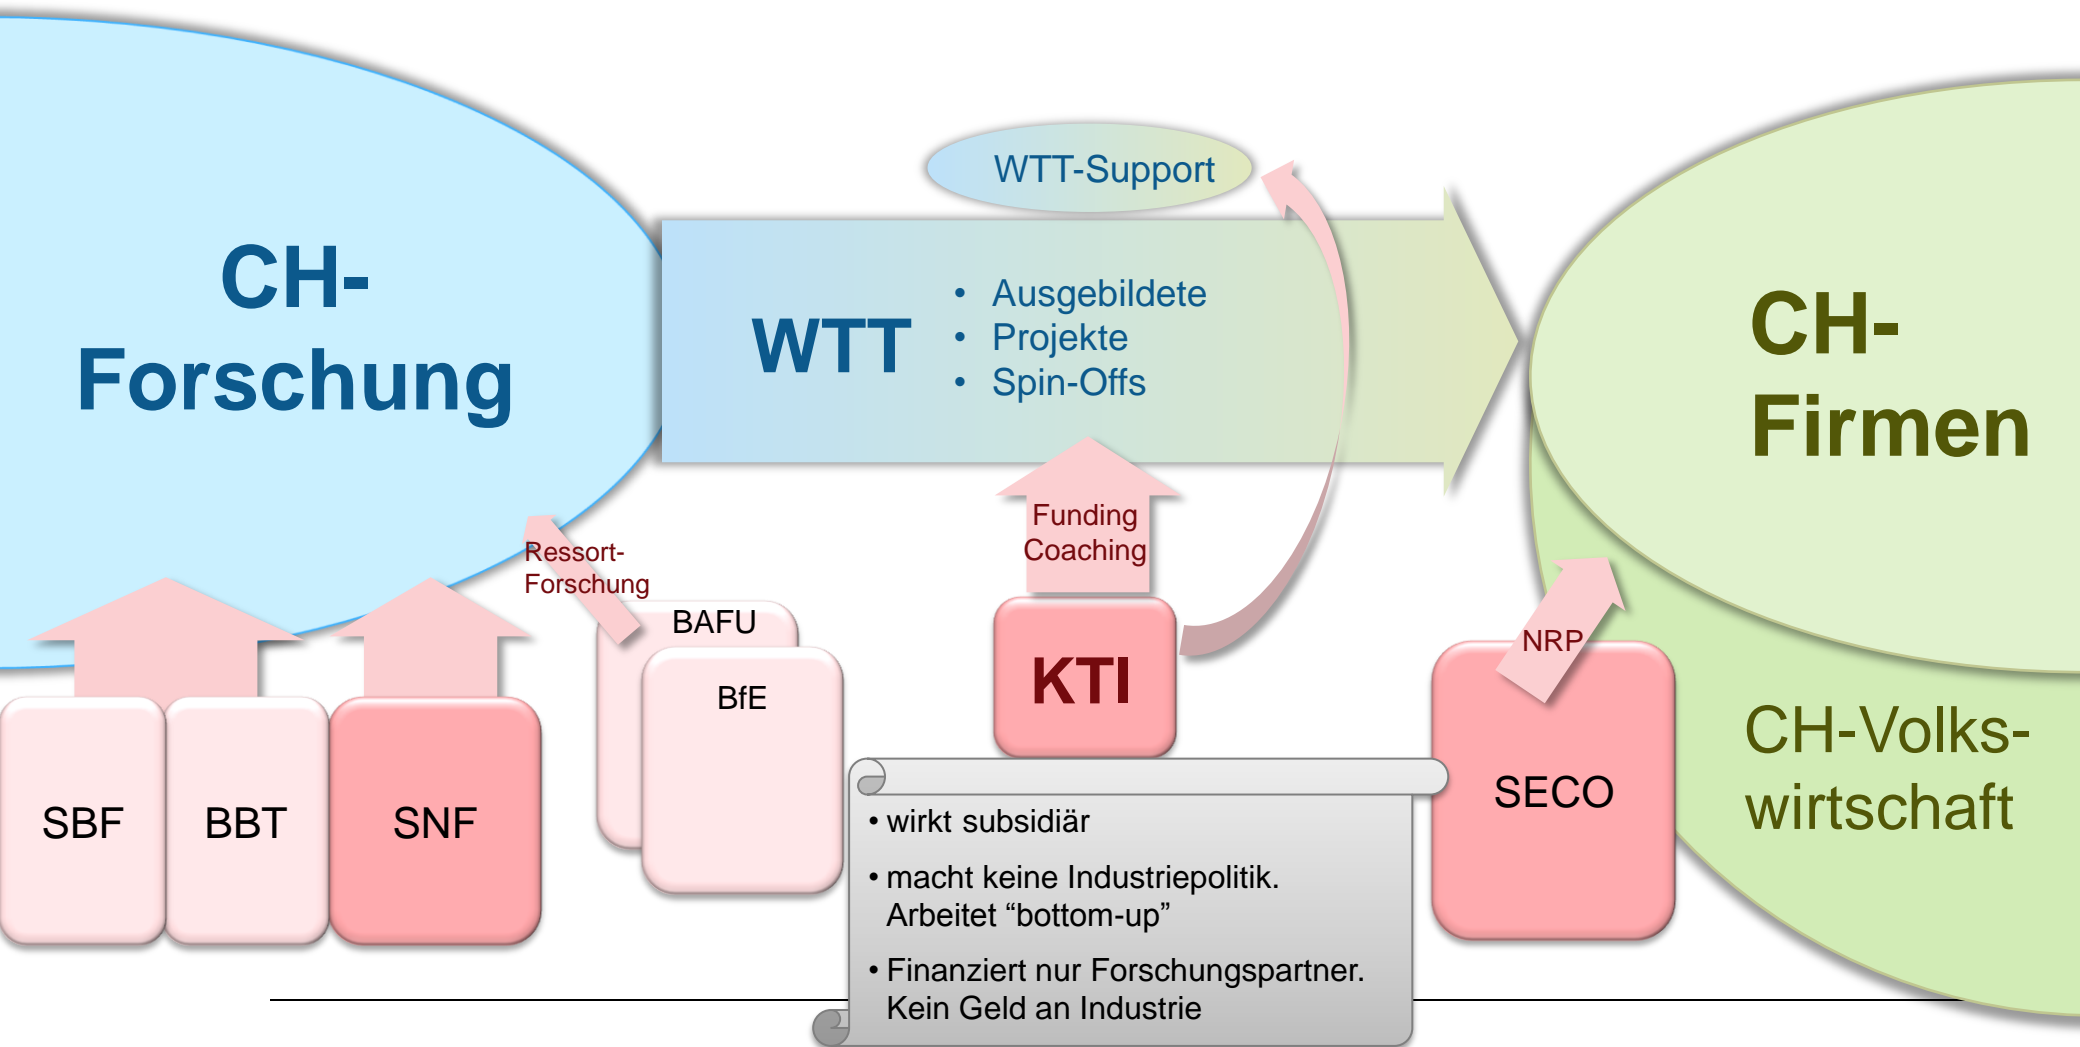 WTT-Support
CH-
Forschung
WTT
• Ausgebildete
• Projekte
• Spin-Offs
CH-
Firmen
Ressort-
Forschung
Funding
Coaching
NRP
BAFU
BfE
KTI
SBF
BBT
SNF
SECO
CH-Volks-
wirtschaft
• wirkt subsidiär
• macht keine Industriepolitik.
Arbeitet “bottom-up”
• Finanziert nur Forschungspartner.
Kein Geld an Industrie